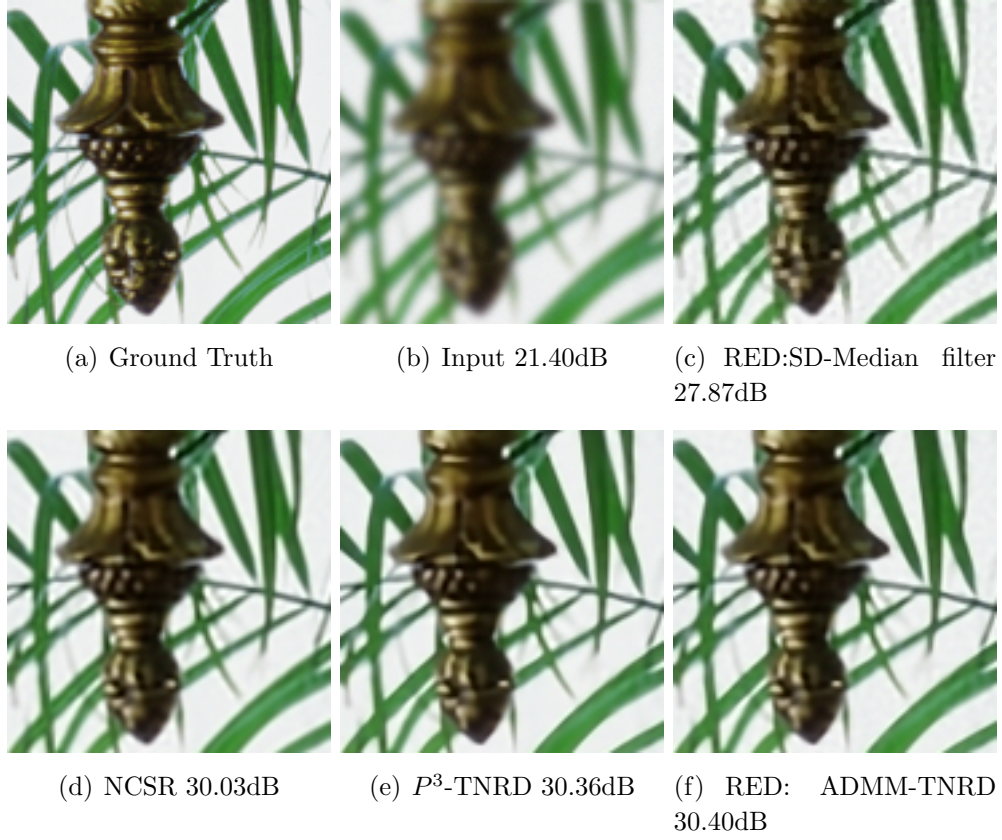 (a) Ground Truth
(b) Input 21.40dB
(c) RED:SD-Median filter
27.87dB
(d) NCSR 30.03dB
(e) P³-TNRD 30.36dB
(f) RED: ADMM-TNRD
30.40dB